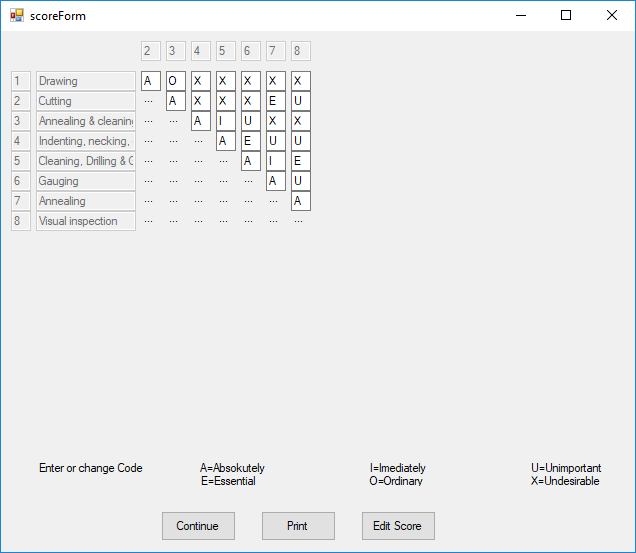 scoreForm
2 3 4 5 6 7 8
1 Drawing A O X X X X X
2 Cutting ... A X X X E U
3 Annealing & cleaning ... ... A I U X X
4 Indenting, necking, ... ... ... A E U U
5 Cleaning, Drilling & G ... ... ... ... A I E
6 Gauging ... ... ... ... ... A U
7 Annealing ... ... ... ... ... ... A
8 Visual inspection ... ... ... ... ... ... ...
Enter or change Code A=Absokutely I=Imediately U=Unimportant
E=Essential O=Ordinary X=Undesirable
Continue Print Edit Score